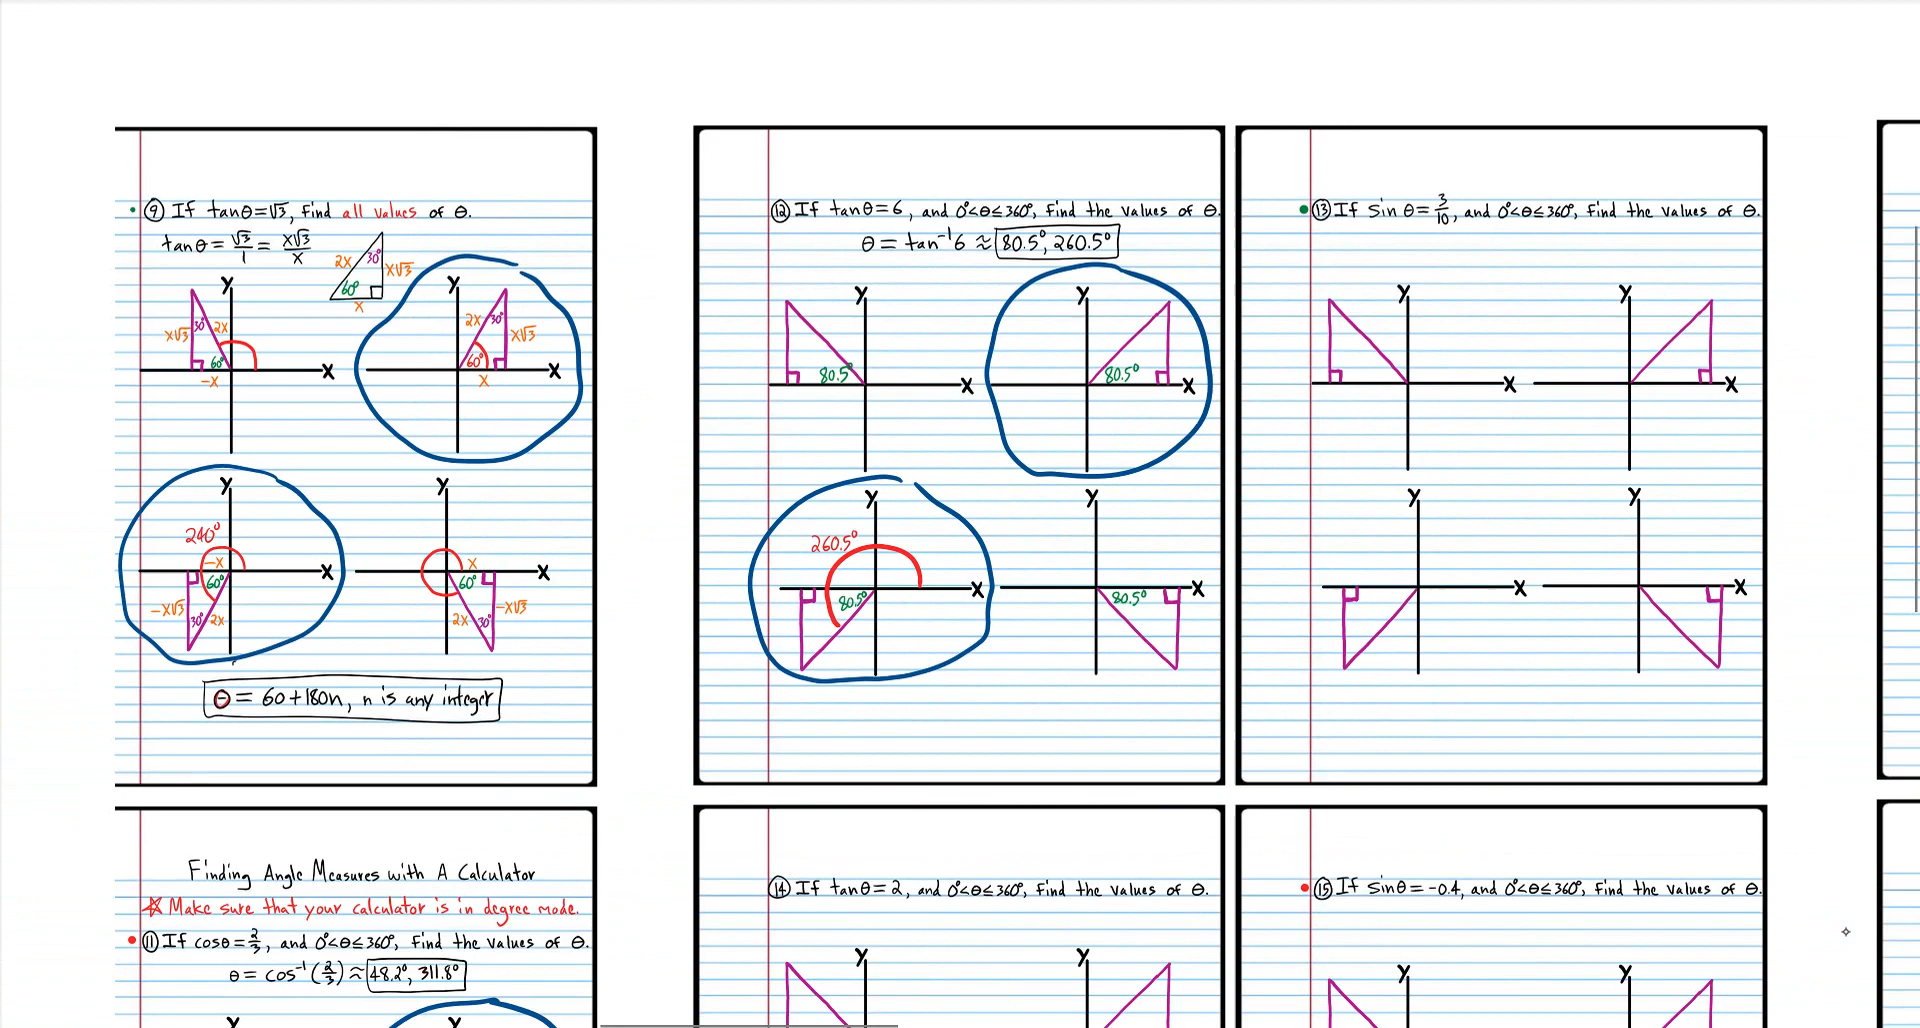 ⑨ If tanθ=√3, find all values of θ.
tanθ = √3/1 = x√3/x
2x 30° x√3
60°
x
y
x√3 30° 2x
60°
-x
x
y
2x 30° x√3
60°
x
x
y
240°
-x
60°
-x√3
30° 2x
x
y
x
60°
-x√3
2x 30°
x
θ = 60+180n, n is any integer
Finding Angle Measures with A Calculator
☆ Make sure that your calculator is in degree mode.
⑪ If cosθ=2/3, and 0°<θ≤360°, find the values of θ.
θ = cos⁻¹(2/3) ≈ 48.2°, 311.8°
y
y
⑫ If tanθ=6, and 0°<θ≤360°, find the values of θ.
θ = tan⁻¹6 ≈ 80.5°, 260.5°
y
80.5°
x
y
80.5°
x
y
260.5°
80.5°
x
y
80.5°
x
⑬ If sinθ=3/10, and 0°<θ≤360°, find the values of θ.
y
x
y
x
y
x
y
x
⑭ If tanθ=2, and 0°<θ≤360°, find the values of θ.
y
y
⑮ If sinθ=-0.4, and 0°<θ≤360°, find the values of θ.
y
y